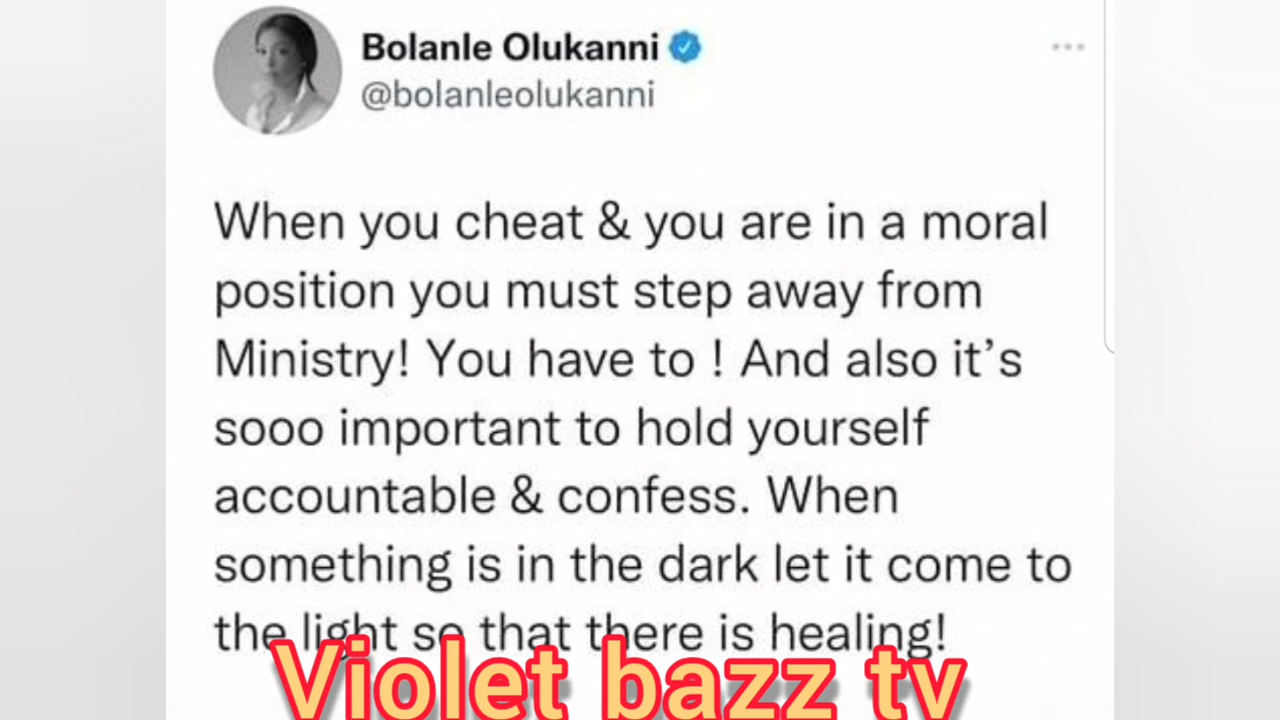 Bolanle Olukanni
@bolanleolukanni
When you cheat & you are in a moral
position you must step away from
Ministry! You have to ! And also it's
sooo important to hold yourself
accountable & confess. When
something is in the dark let it come to
the light so that there is healing!
Violet bazz tv